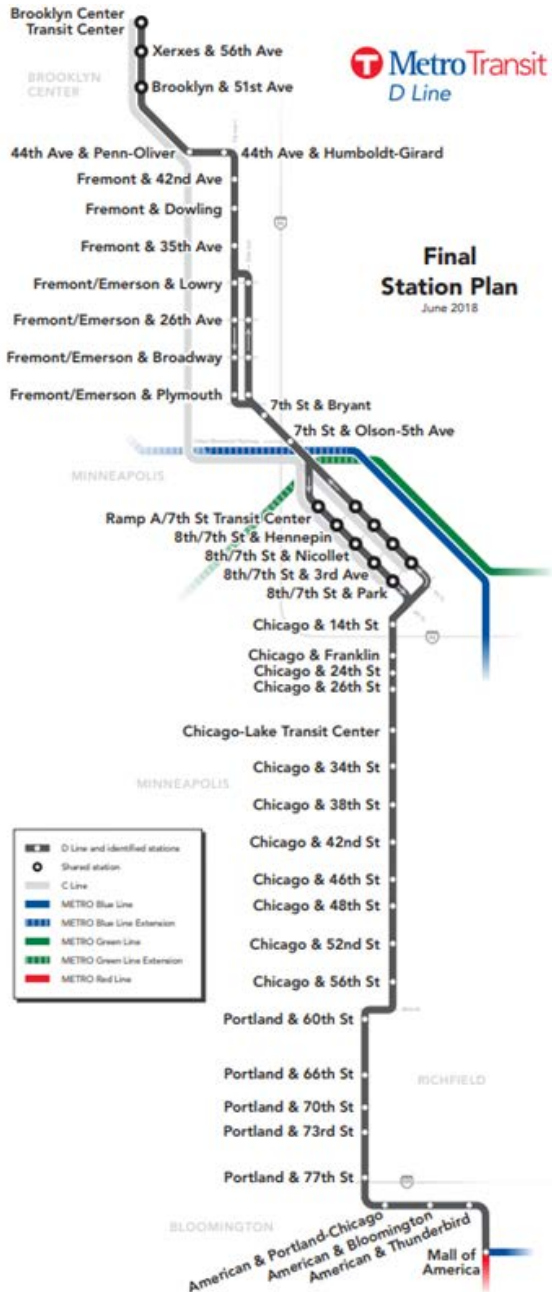 Brooklyn Center
Transit Center
Metro Transit
D Line
Xerxes & 56th Ave
BROOKLYN
CENTER
Brooklyn & 51st Ave
44th Ave & Penn-Oliver
44th Ave & Humboldt-Girard
Fremont & 42nd Ave
Fremont & Dowling
Fremont & 35th Ave
Final
Station Plan
June 2018
Fremont/Emerson & Lowry
Fremont/Emerson & 26th Ave
Fremont/Emerson & Broadway
Fremont/Emerson & Plymouth
7th St & Bryant
7th St & Olson-5th Ave
MINNEAPOLIS
Ramp A/7th St Transit Center
8th/7th St & Hennepin
8th/7th St & Nicollet
8th/7th St & 3rd Ave
8th/7th St & Park
Chicago & 14th St
Chicago & Franklin
Chicago & 24th St
Chicago & 26th St
Chicago-Lake Transit Center
Chicago & 34th St
MINNEAPOLIS
Chicago & 38th St
Chicago & 42nd St
Chicago & 46th St
Chicago & 48th St
Chicago & 52nd St
Chicago & 56th St
D Line and identified stations
Shared station
C Line
METRO Blue Line
METRO Blue Line Extension
METRO Green Line
METRO Green Line Extension
METRO Red Line
Portland & 60th St
Portland & 66th St
RICHFIELD
Portland & 70th St
Portland & 73rd St
Portland & 77th St
BLOOMINGTON
American & Portland-Chicago
American & Bloomington
American & Thunderbird
Mall of
America